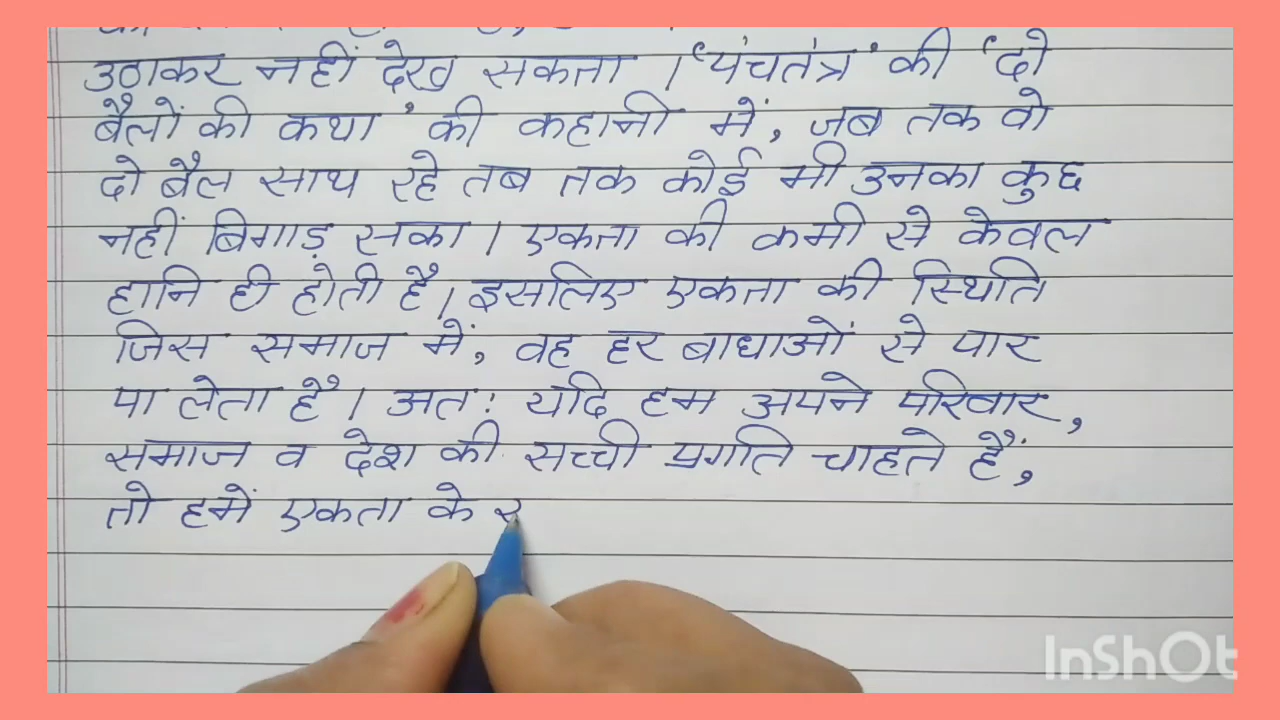 उठाकर नहीं देख सकता । 'पंचतंत्र' की 'दो
बैलों की कथा' की कहानी में, जब तक वो
दो बैल साथ रहे तब तक कोई भी उनका कुछ
नहीं बिगाड़ सका । एकता की कमी से केवल
हानि ही होती है । इसलिए एकता की स्थिति
जिस समाज में, वह हर बाधाओं से पार
पा लेता है । अतः यदि हम अपने परिवार,
समाज व देश की सच्ची प्रगति चाहते हैं,
तो हमें एकता के
InShOt